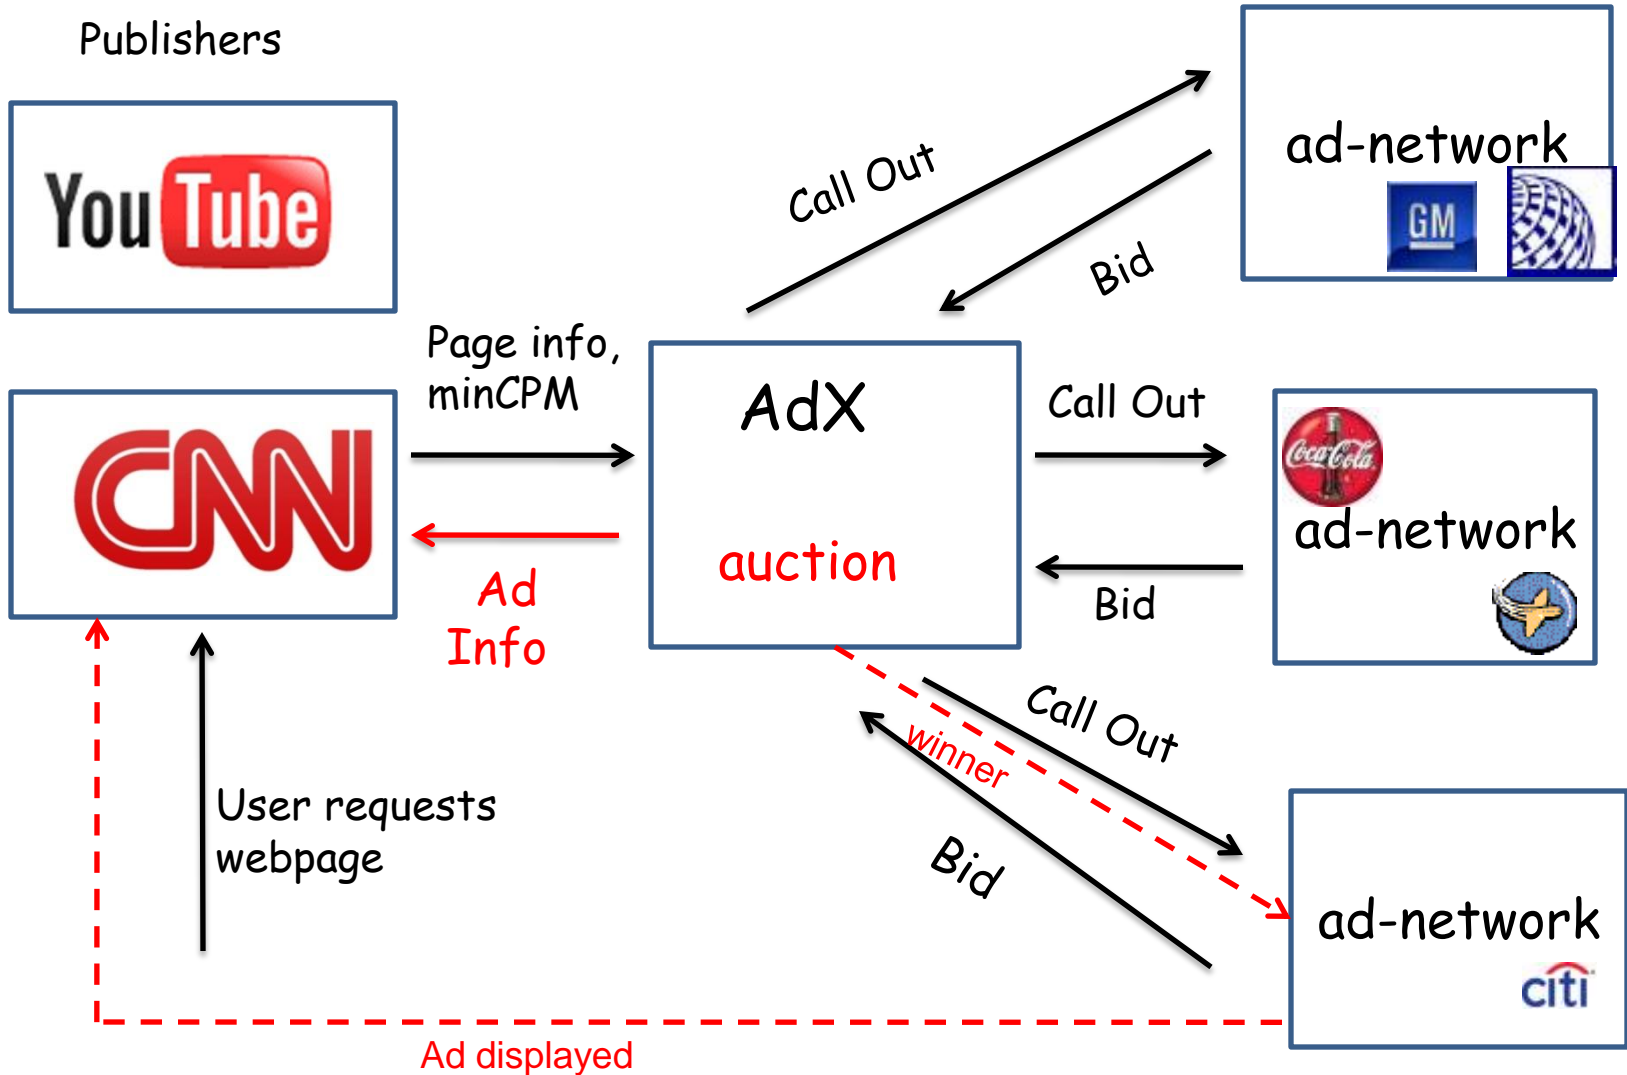 Publishers
YouTube
Page info,
minCPM
CNN
Ad
Info
User requests
webpage
AdX
auction
Call Out
Bid
ad-network
GM
Call Out
Bid
Coca-Cola
ad-network
Call Out
winner
Bid
ad-network
citi
Ad displayed